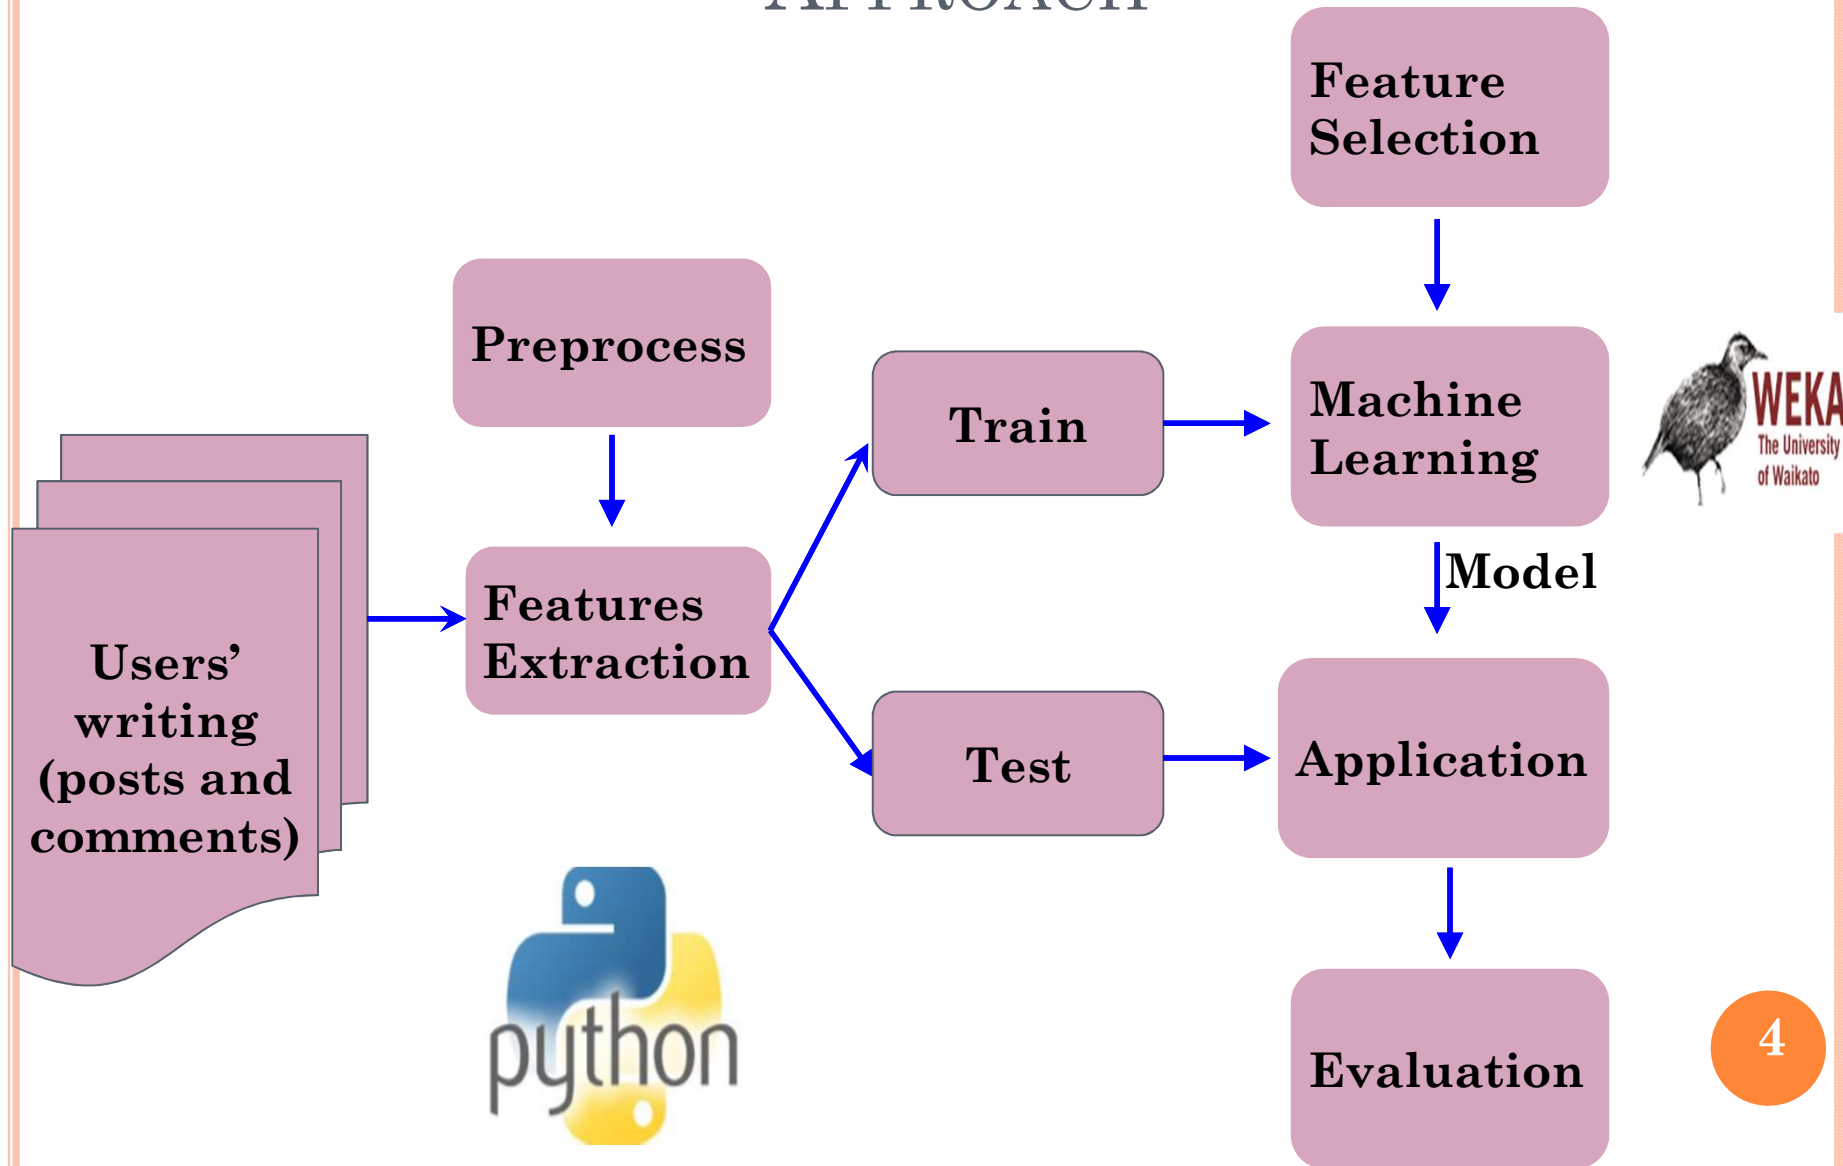 APPROACH
Feature
Selection
Preprocess
Train
Machine
Learning
WEKA
The University
of Waikato
Model
Users’
writing
(posts and
comments)
Features
Extraction
Test
Application
python
Evaluation
4